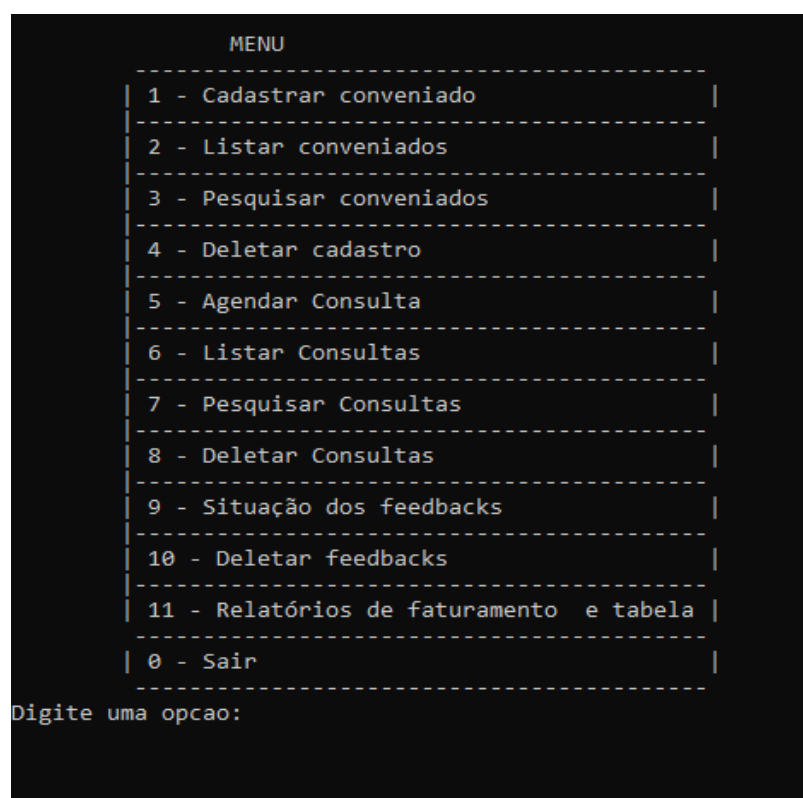 MENU
------------------------------------------
| 1 - Cadastrar conveniado |
|------------------------------------------
| 2 - Listar conveniados |
|------------------------------------------
| 3 - Pesquisar conveniados |
|------------------------------------------
| 4 - Deletar cadastro |
|------------------------------------------
| 5 - Agendar Consulta |
|------------------------------------------
| 6 - Listar Consultas |
|------------------------------------------
| 7 - Pesquisar Consultas |
|------------------------------------------
| 8 - Deletar Consultas |
|------------------------------------------
| 9 - Situação dos feedbacks |
|------------------------------------------
| 10 - Deletar feedbacks |
|------------------------------------------
| 11 - Relatórios de faturamento  e tabela |
------------------------------------------
| 0 - Sair |
------------------------------------------
Digite uma opcao: